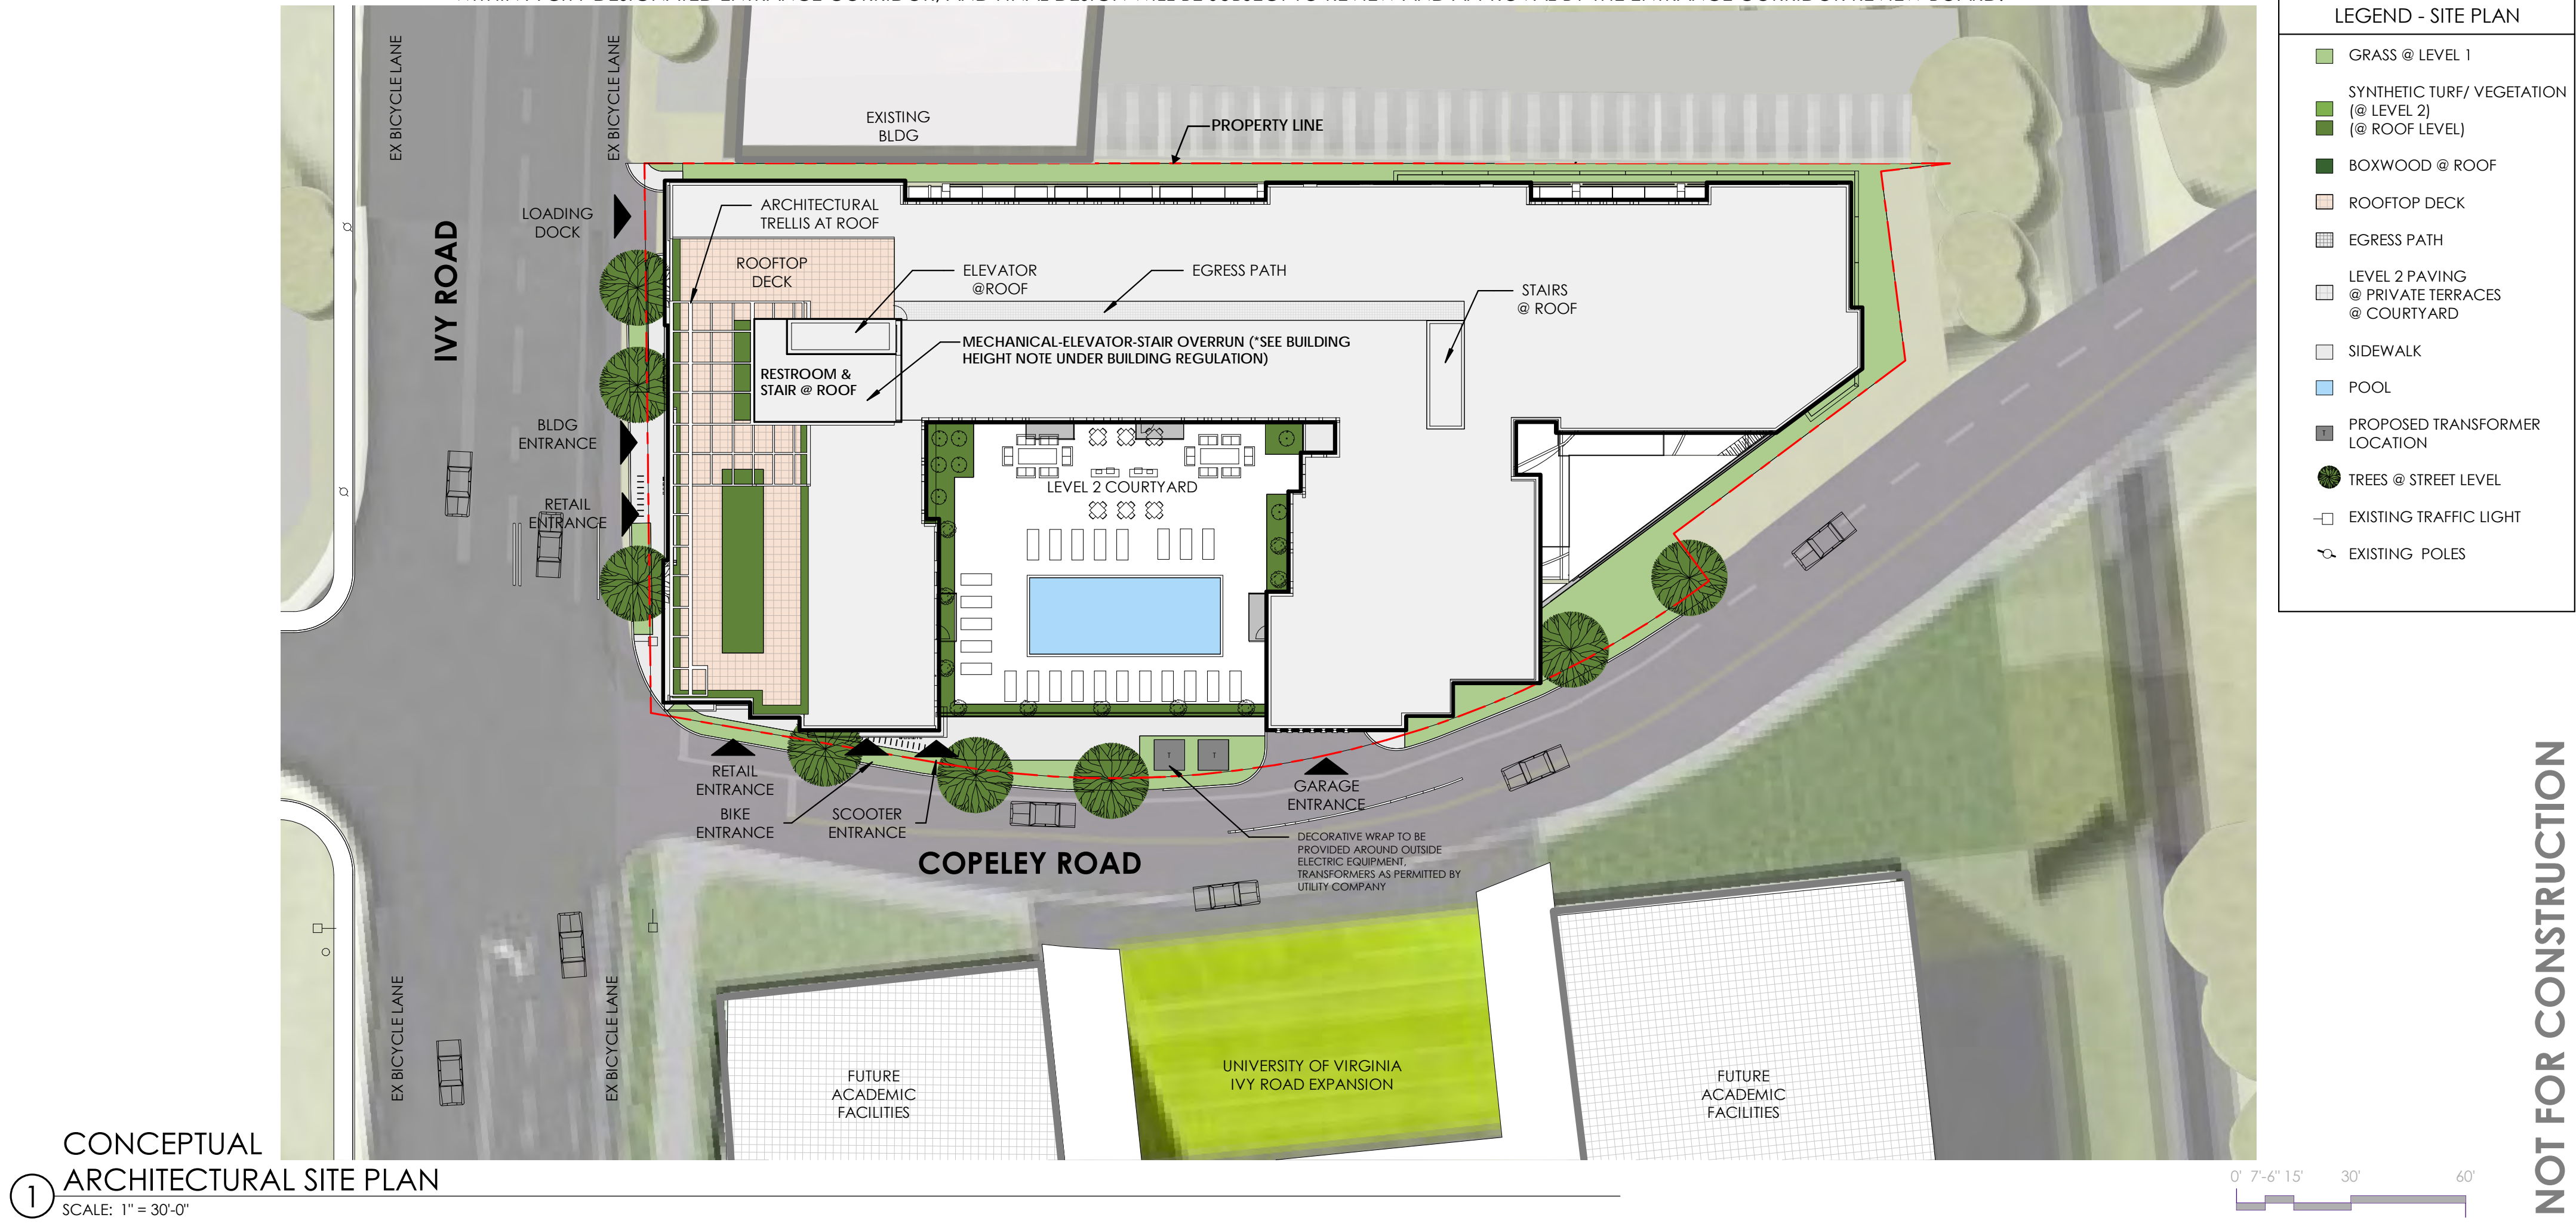 LEGEND - SITE PLAN
GRASS @ LEVEL 1
SYNTHETIC TURF/ VEGETATION
(@ LEVEL 2)
(@ ROOF LEVEL)
BOXWOOD @ ROOF
ROOFTOP DECK
EGRESS PATH
LEVEL 2 PAVING
@ PRIVATE TERRACES
@ COURTYARD
SIDEWALK
POOL
T
PROPOSED TRANSFORMER
LOCATION
TREES @ STREET LEVEL
EXISTING TRAFFIC LIGHT
EXISTING POLES
EX BICYCLE LANE
EX BICYCLE LANE
EXISTING
BLDG
PROPERTY LINE
LOADING
DOCK
ARCHITECTURAL
TRELLIS AT ROOF
IVY ROAD
ROOFTOP
DECK
ELEVATOR
@ROOF
EGRESS PATH
STAIRS
@ ROOF
MECHANICAL-ELEVATOR-STAIR OVERRUN (*SEE BUILDING
HEIGHT NOTE UNDER BUILDING REGULATION)
RESTROOM &
STAIR @ ROOF
BLDG
ENTRANCE
RETAIL
ENTRANCE
LEVEL 2 COURTYARD
T
T
RETAIL
ENTRANCE
BIKE
ENTRANCE
SCOOTER
ENTRANCE
GARAGE
ENTRANCE
DECORATIVE WRAP TO BE
PROVIDED AROUND OUTSIDE
ELECTRIC EQUIPMENT,
TRANSFORMERS AS PERMITTED BY
UTILITY COMPANY
COPELEY ROAD
EX BICYCLE LANE
EX BICYCLE LANE
FUTURE
ACADEMIC
FACILITIES
UNIVERSITY OF VIRGINIA
IVY ROAD EXPANSION
FUTURE
ACADEMIC
FACILITIES
NOT FOR CONSTRUCTION
CONCEPTUAL
ARCHITECTURAL SITE PLAN
1
SCALE: 1" = 30'-0"
0' 7'-6" 15' 30' 60'